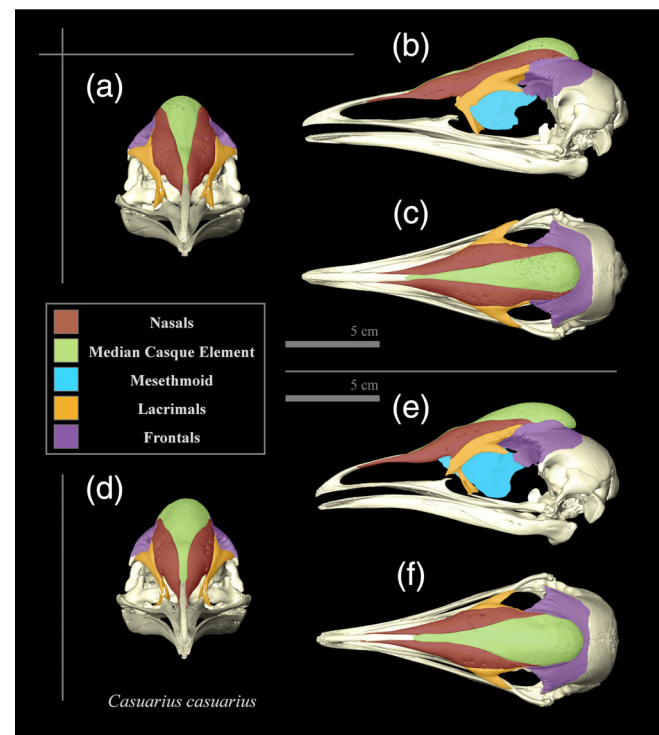 (a)
(b)
(c)
Nasals
Median Casque Element
Mesethmoid
Lacrimals
Frontals
5 cm
5 cm
(d)
(e)
(f)
Casuarius casuarius